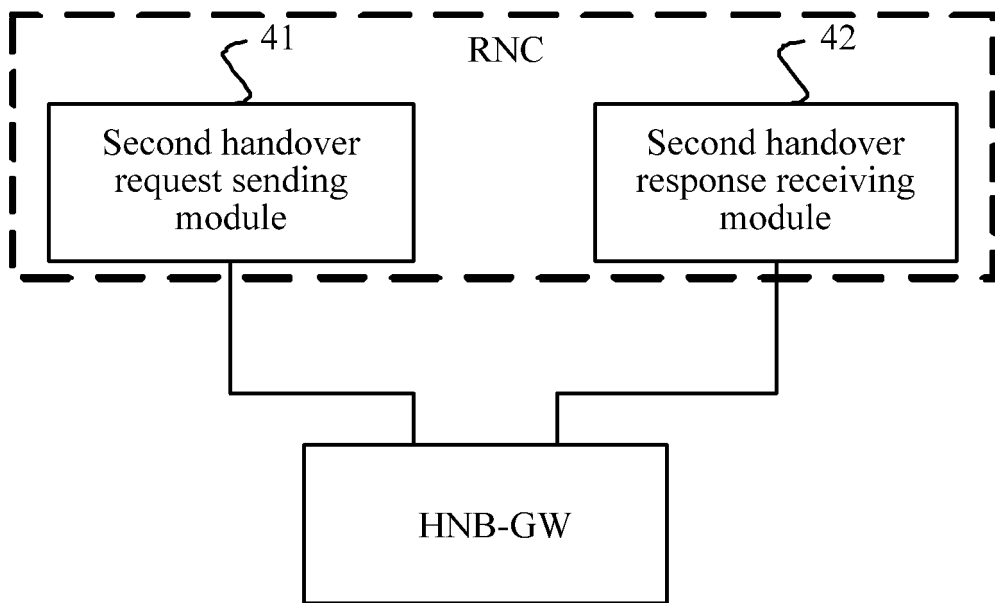 41
RNC
42
Second handover
request sending
module
Second handover
response receiving
module
HNB-GW